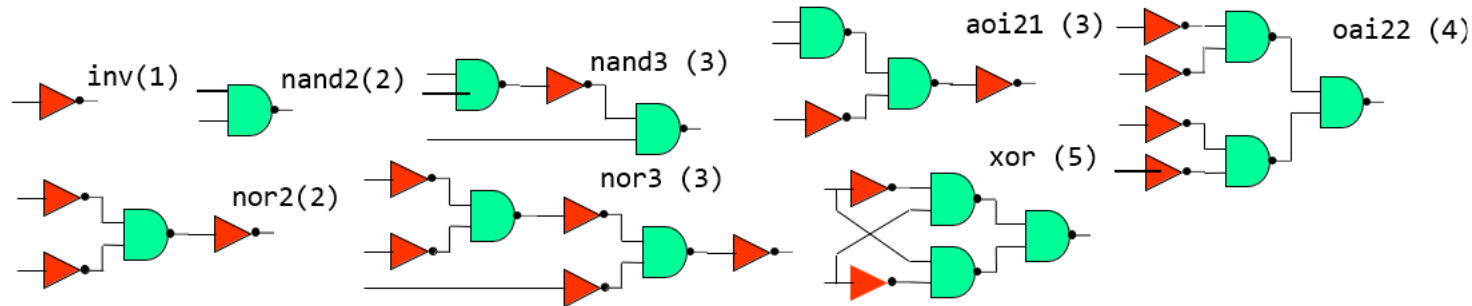 inv(1)
nand2(2)
nand3 (3)
aoi21 (3)
oai22 (4)
nor2(2)
nor3 (3)
xor (5)